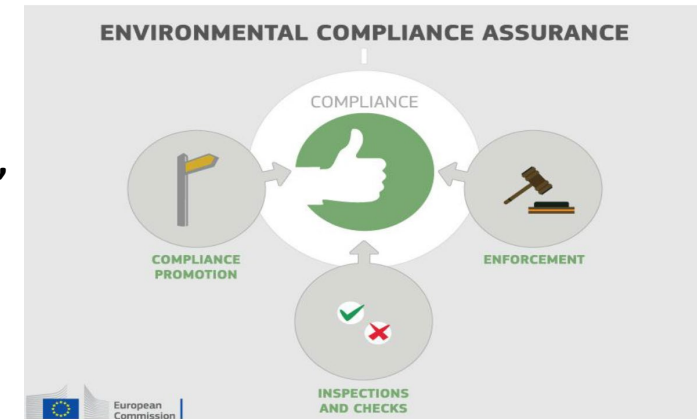 ENVIRONMENTAL COMPLIANCE ASSURANCE
COMPLIANCE
COMPLIANCE
PROMOTION
ENFORCEMENT
INSPECTIONS
AND CHECKS
European
Commission